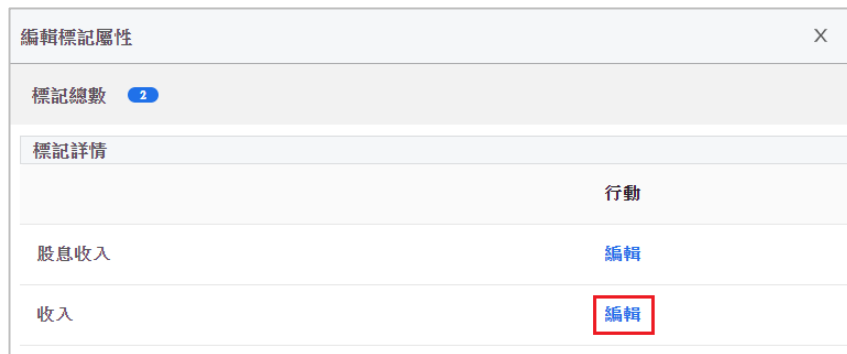 編輯標記屬性 X
標記總數 2
標記詳情
行動
股息收入 編輯
收入 編輯